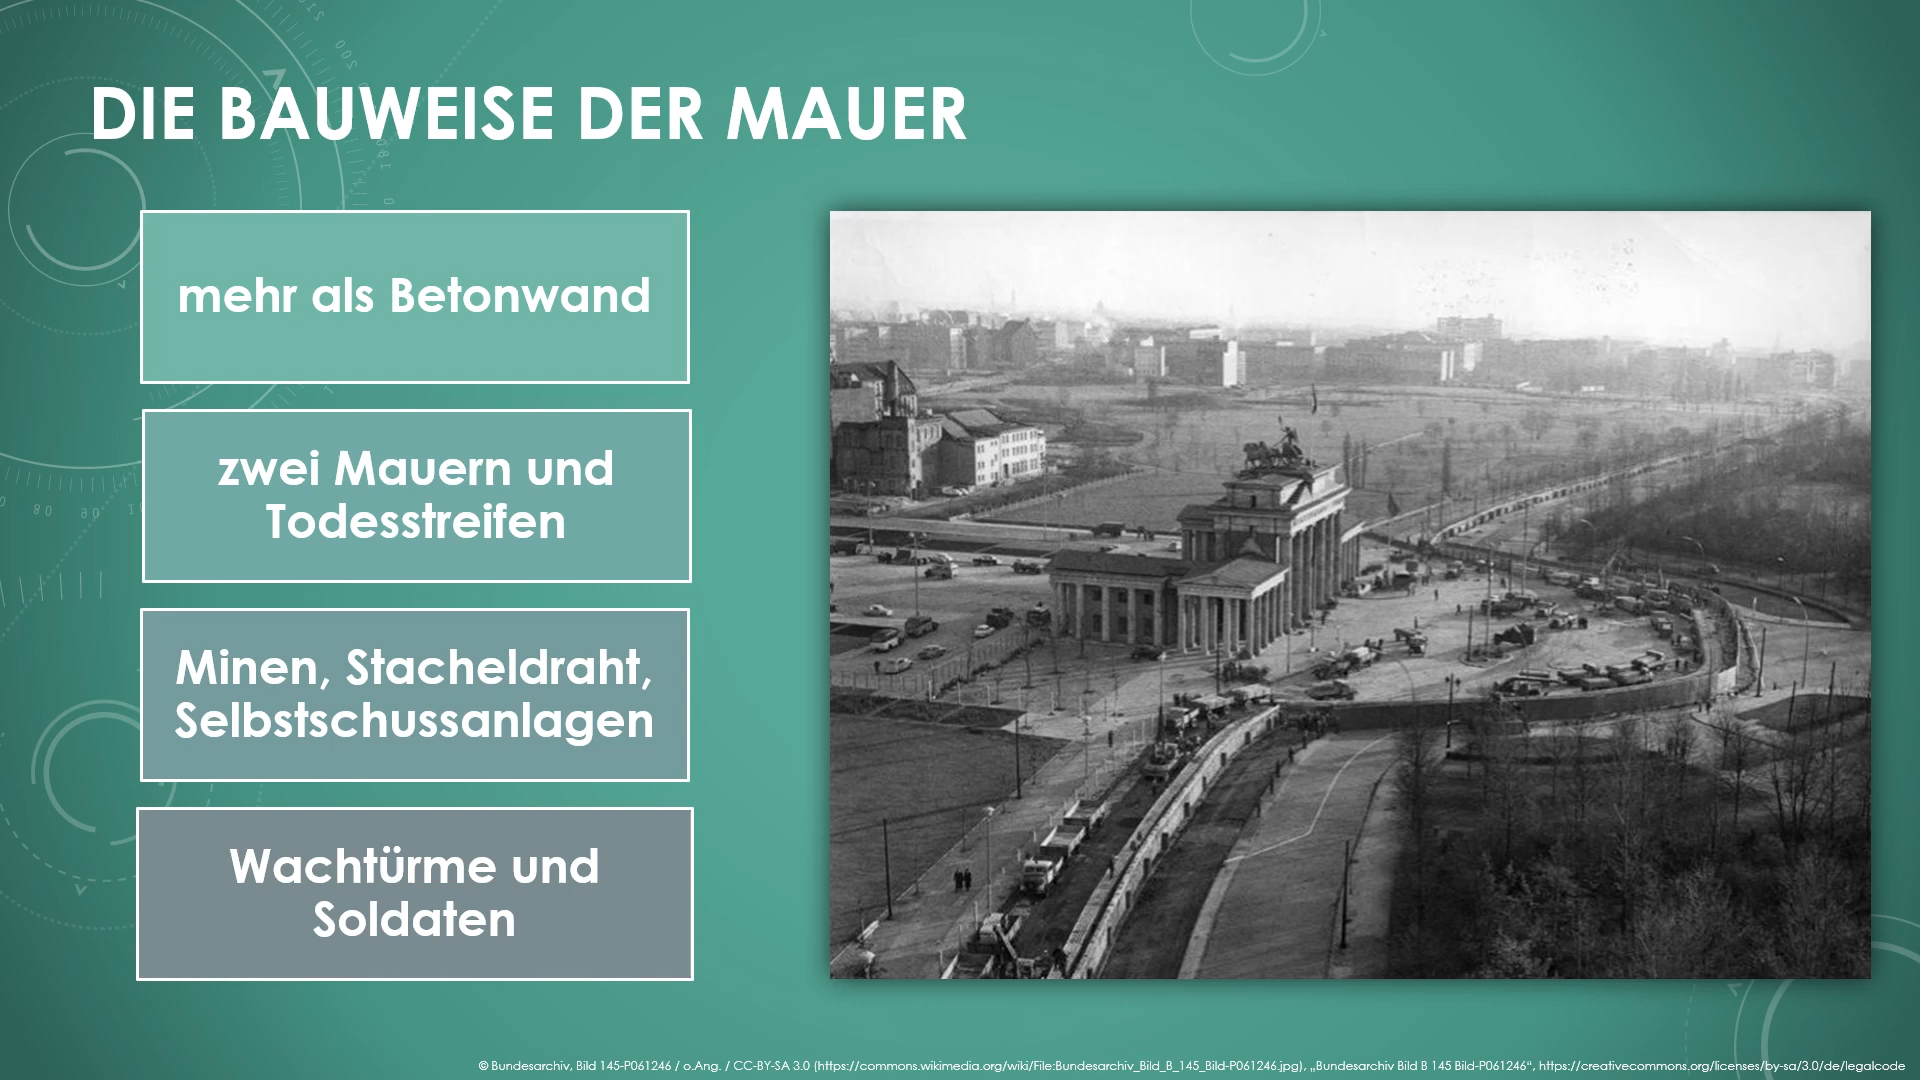 DIE BAUWEISE DER MAUER
mehr als Betonwand
zwei Mauern und
Todesstreifen
Minen, Stacheldraht,
Selbstschussanlagen
Wachtürme und
Soldaten
© Bundesarchiv, Bild 145-P061246 / o.Ang. / CC-BY-SA 3.0 (https://commons.wikimedia.org/wiki/File:Bundesarchiv_Bild_B_145_Bild-P061246.jpg), „Bundesarchiv Bild B 145 Bild-P061246“, https://creativecommons.org/licenses/by-sa/3.0/de/legalcode